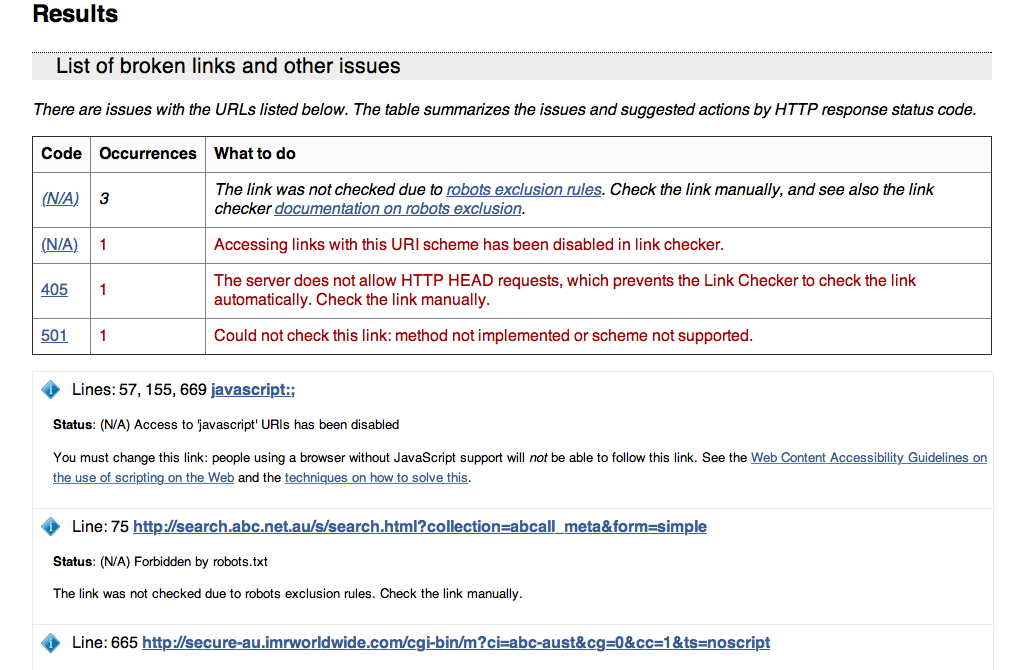 Results
List of broken links and other issues
There are issues with the URLs listed below. The table summarizes the issues and suggested actions by HTTP response status code.
Code Occurrences What to do
(N/A) 3 The link was not checked due to robots exclusion rules. Check the link manually, and see also the link
checker documentation on robots exclusion.
(N/A) 1 Accessing links with this URI scheme has been disabled in link checker.
405 1 The server does not allow HTTP HEAD requests, which prevents the Link Checker to check the link
automatically. Check the link manually.
501 1 Could not check this link: method not implemented or scheme not supported.
Lines: 57, 155, 669 javascript:;
Status: (N/A) Access to 'javascript' URIs has been disabled
You must change this link: people using a browser without JavaScript support will not be able to follow this link. See the Web Content Accessibility Guidelines on
the use of scripting on the Web and the techniques on how to solve this.
Line: 75 http://search.abc.net.au/s/search.html?collection=abcall_meta&form=simple
Status: (N/A) Forbidden by robots.txt
The link was not checked due to robots exclusion rules. Check the link manually.
Line: 665 http://secure-au.imrworldwide.com/cgi-bin/m?ci=abc-aust&cg=0&cc=1&ts=noscript